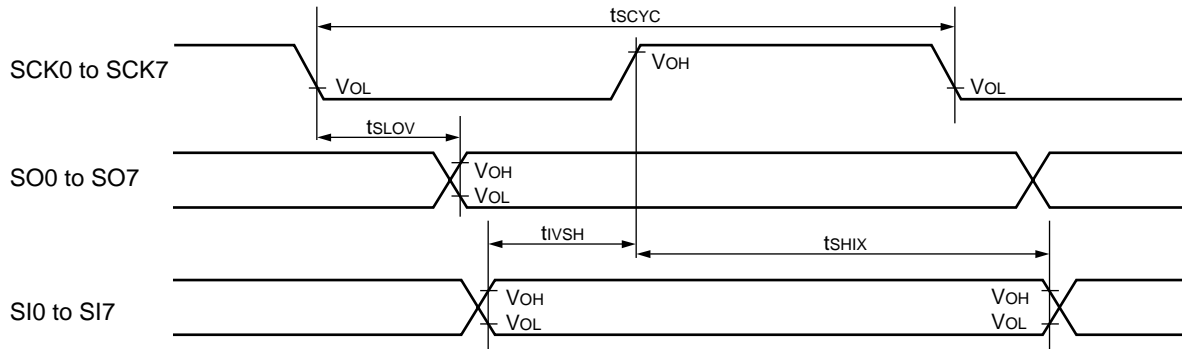 tSCYC
SCK0 to SCK7
VOL
VOH
VOL
tSLOV
SO0 to SO7
VOH
VOL
tIVSH
tSHIX
SI0 to SI7
VOH
VOL
VOH
VOL